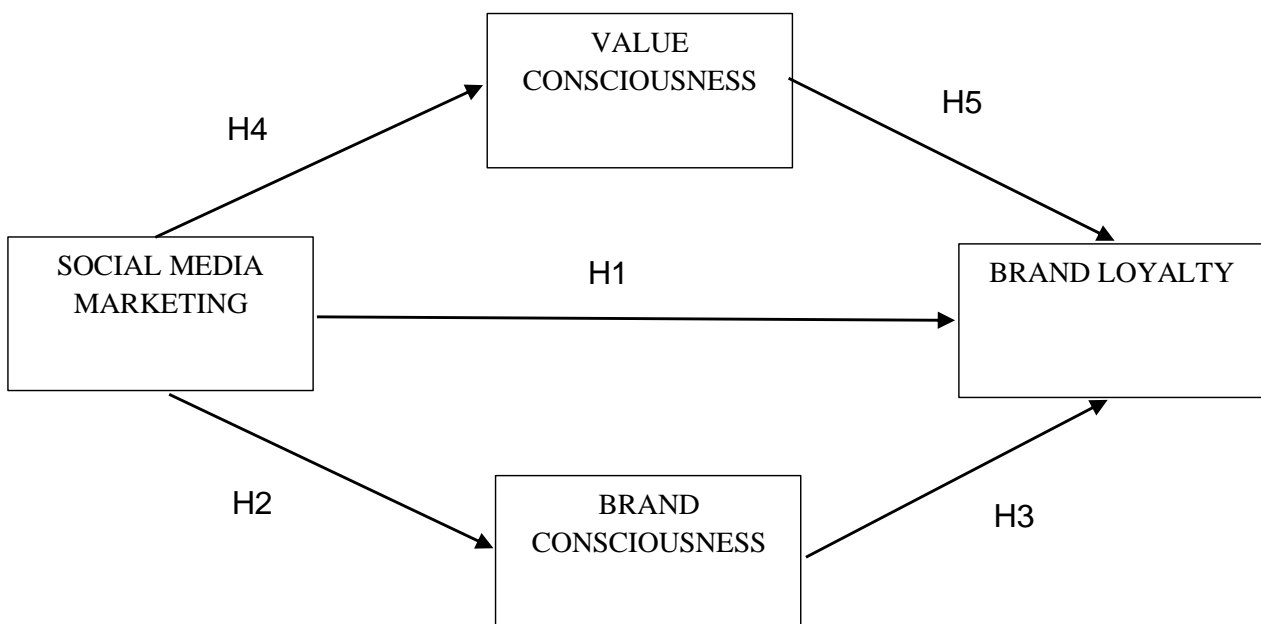 VALUE
CONSCIOUSNESS
H4
H5
SOCIAL MEDIA
MARKETING
H1
BRAND LOYALTY
H2
BRAND
CONSCIOUSNESS
H3